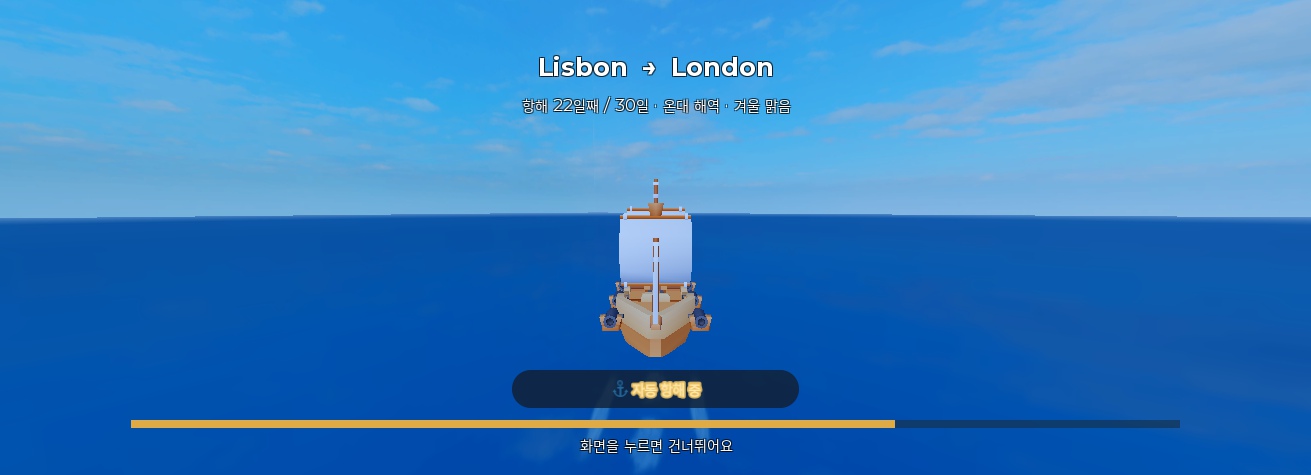 Lisbon → London
항해 22일째 / 30일 · 온대 해역 · 겨울 맑음
⚓ 자동 항해 중
화면을 누르면 건너뛰어요